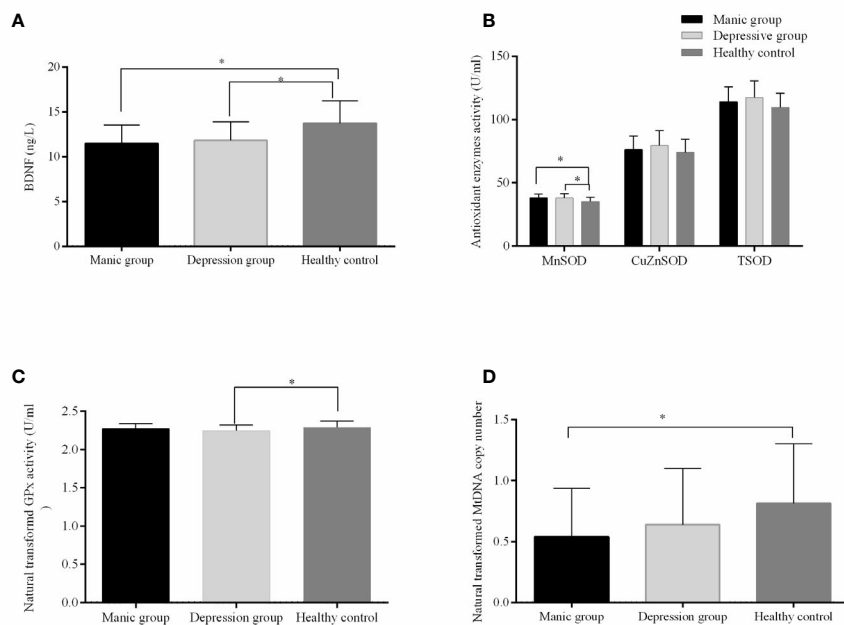 A
20
15
10
5
0
BDNF (ng/L)
*
*
Manic group Depression group Healthy control
B
Manic group
Depressive group
Healthy control
150
100
50
0
Antioxidant enzymes activity (U/ml)
*
*
MnSOD CuZnSOD TSOD
C
2.5
2.0
1.5
1.0
0.5
0.0
Natural transformd GPx activity (U/ml
)
*
Manic group Depression group Healthy control
D
1.5
1.0
0.5
0.0
Natural transformed MtDNA copy number
*
Manic group Depression group Healthy control